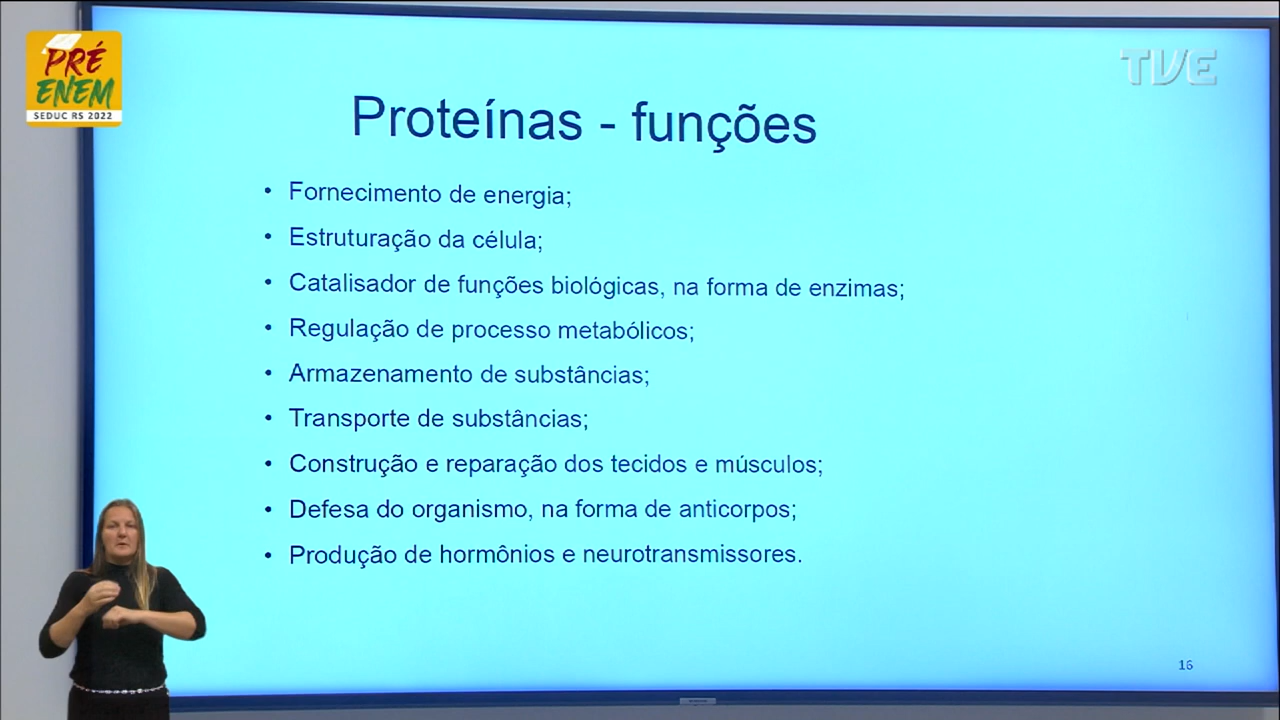 PRÉ
ENEM
SEDUC RS 2022
TVE
Proteínas - funções
• Fornecimento de energia;
• Estruturação da célula;
• Catalisador de funções biológicas, na forma de enzimas;
• Regulação de processo metabólicos;
• Armazenamento de substâncias;
• Transporte de substâncias;
• Construção e reparação dos tecidos e músculos;
• Defesa do organismo, na forma de anticorpos;
• Produção de hormônios e neurotransmissores.
16